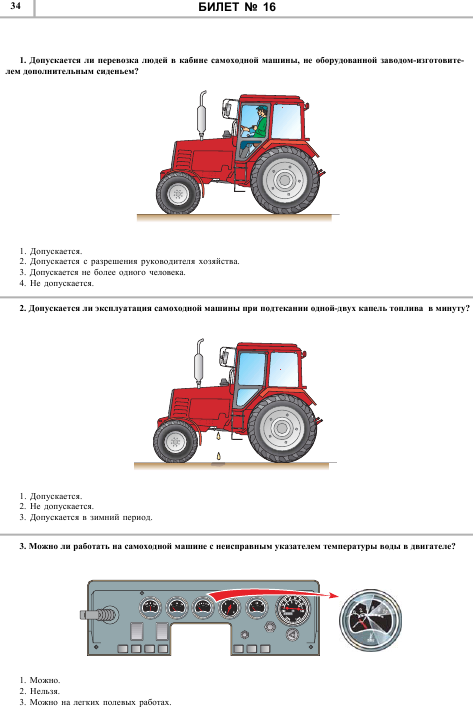 34
БИЛЕТ № 16
1. Допускается ли перевозка людей в кабине самоходной машины, не оборудованной заводом-изготовите-
лем дополнительным сиденьем?
1. Допускается.
2. Допускается с разрешения руководителя хозяйства.
3. Допускается не более одного человека.
4. Не допускается.
2. Допускается ли эксплуатация самоходной машины при подтекании одной-двух капель топлива в минуту?
1. Допускается.
2. Не допускается.
3. Допускается в зимний период.
3. Можно ли работать на самоходной машине с неисправным указателем температуры воды в двигателе?
1. Можно.
2. Нельзя.
3. Можно на легких полевых работах.